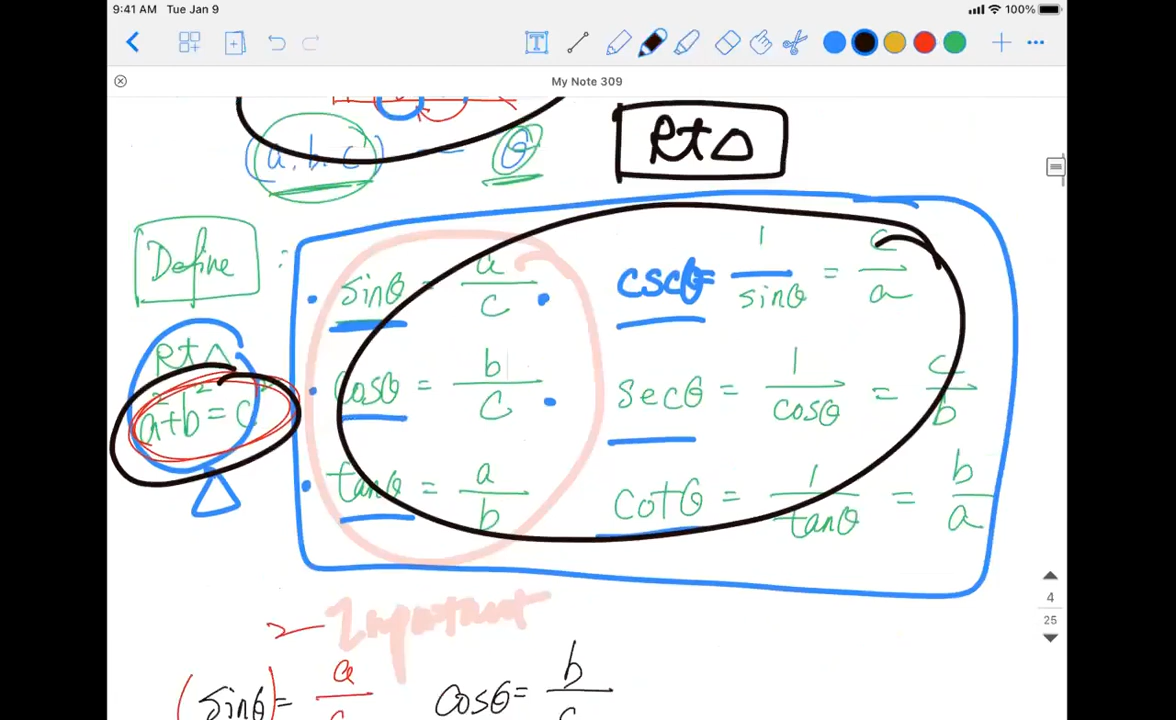 9:41 AM Tue Jan 9
100%
My Note 309
(a, b, c) — θ
Rt△
Define :
sinθ = a/c
cscθ = 1/sinθ = c/a
Rt△
a²+b²=c²
cosθ = b/c
secθ = 1/cosθ = c/b
tanθ = a/b
cotθ = 1/tanθ = b/a
4
25
Important
(sinθ) = a/c
cosθ = b/c